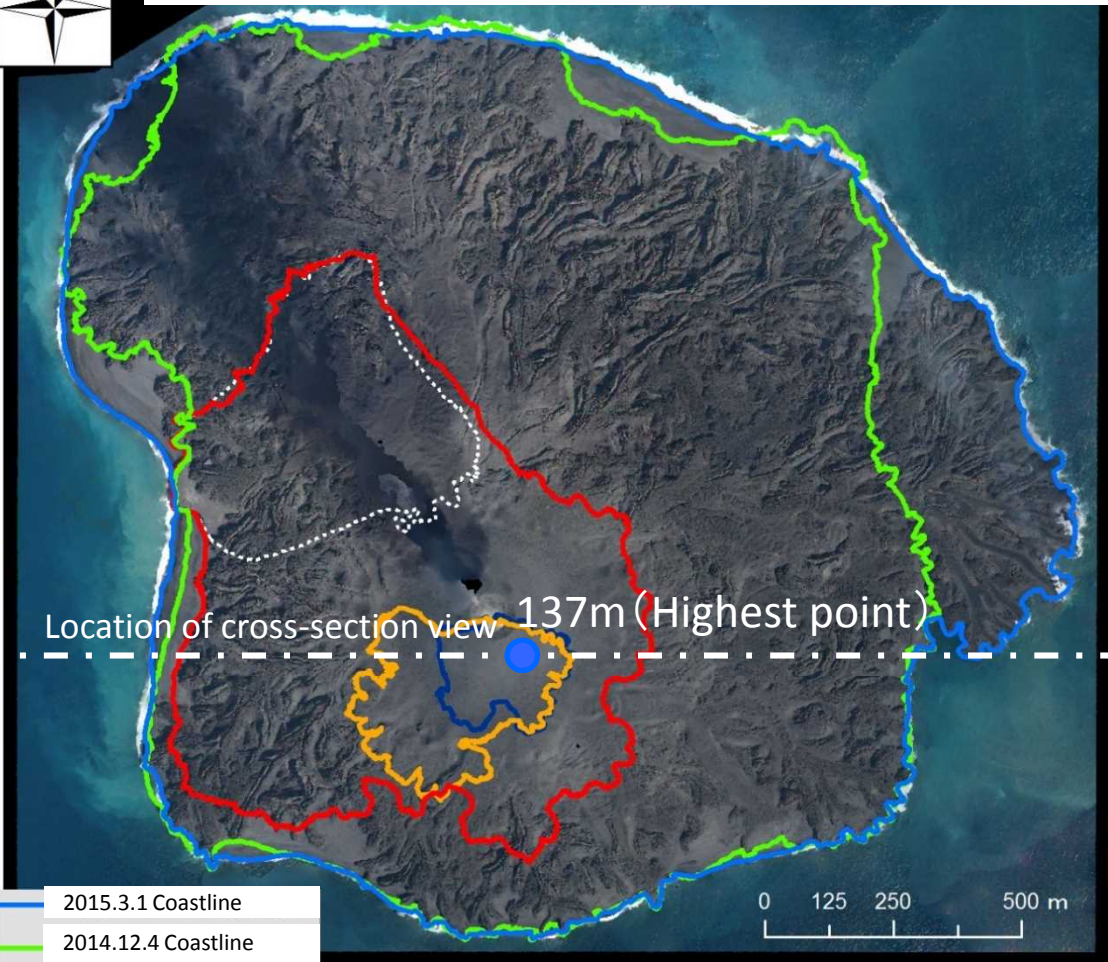 137m（Highest point）
Location of cross-section view
0 125 250 500 m
2015.3.1 Coastline
2014.12.4 Coastline